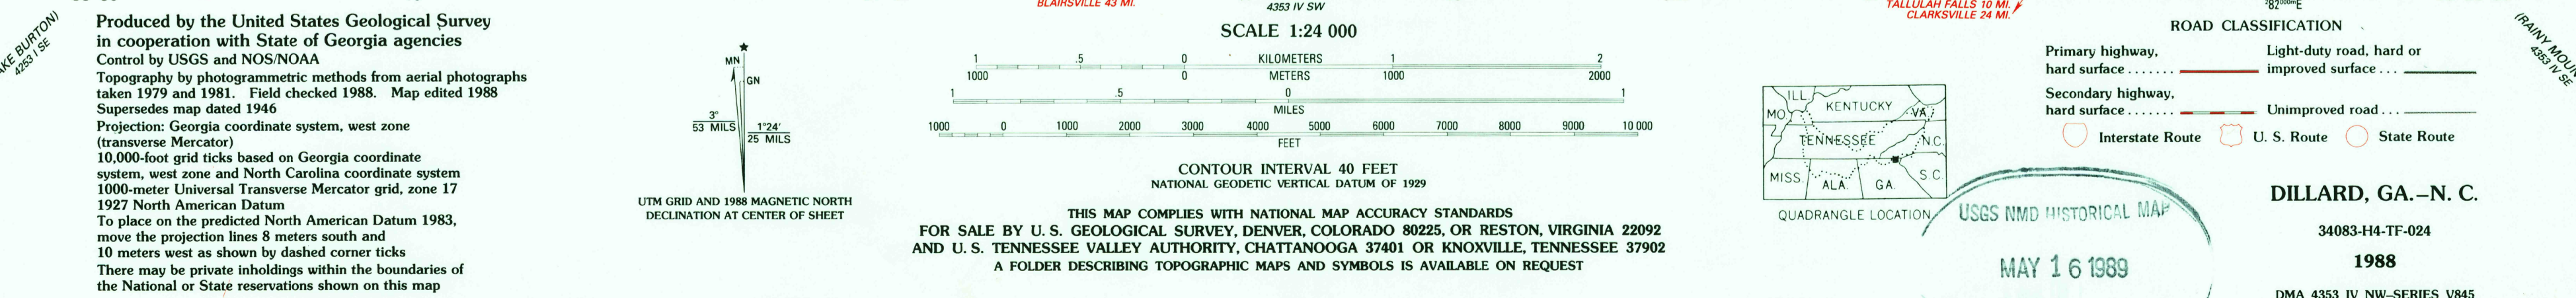 (LAKE BURTON)
4253 I SE
Produced by the United States Geological Survey
in cooperation with State of Georgia agencies
Control by USGS and NOS/NOAA
Topography by photogrammetric methods from aerial photographs
taken 1979 and 1981. Field checked 1988. Map edited 1988
Supersedes map dated 1946
Projection: Georgia coordinate system, west zone
(transverse Mercator)
10,000-foot grid ticks based on Georgia coordinate
system, west zone and North Carolina coordinate system
1000-meter Universal Transverse Mercator grid, zone 17
1927 North American Datum
To place on the predicted North American Datum 1983,
move the projection lines 8 meters south and
10 meters west as shown by dashed corner ticks
There may be private inholdings within the boundaries of
the National or State reservations shown on this map
MN
GN
3°
53 MILS
1°24′
25 MILS
UTM GRID AND 1988 MAGNETIC NORTH
DECLINATION AT CENTER OF SHEET
BLAIRSVILLE 43 MI.
4353 IV SW
SCALE 1:24 000
1 .5 0 KILOMETERS 1 2
1000 0 METERS 1000 2000
1 .5 0 1
MILES
1000 0 1000 2000 3000 4000 5000 6000 7000 8000 9000 10 000
FEET
CONTOUR INTERVAL 40 FEET
NATIONAL GEODETIC VERTICAL DATUM OF 1929
THIS MAP COMPLIES WITH NATIONAL MAP ACCURACY STANDARDS
FOR SALE BY U. S. GEOLOGICAL SURVEY, DENVER, COLORADO 80225, OR RESTON, VIRGINIA 22092
AND U. S. TENNESSEE VALLEY AUTHORITY, CHATTANOOGA 37401 OR KNOXVILLE, TENNESSEE 37902
A FOLDER DESCRIBING TOPOGRAPHIC MAPS AND SYMBOLS IS AVAILABLE ON REQUEST
TALLULAH FALLS 10 MI.
CLARKSVILLE 24 MI.
ILL.
KENTUCKY
MO.
VA.
TENNESSEE
N.C.
MISS.
ALA.
GA.
S.C.
QUADRANGLE LOCATION
USGS NMD HISTORICAL MAP
MAY 16 1989
²82⁰⁰⁰ᵐE
ROAD CLASSIFICATION
Primary highway,
hard surface . . . . . . .
Light-duty road, hard or
improved surface . . .
Secondary highway,
hard surface . . . . . . .
Unimproved road . . .
Interstate Route
U. S. Route
State Route
DILLARD, GA.–N. C.
34083-H4-TF-024
1988
DMA 4353 IV NW–SERIES V845
4353 IV SE